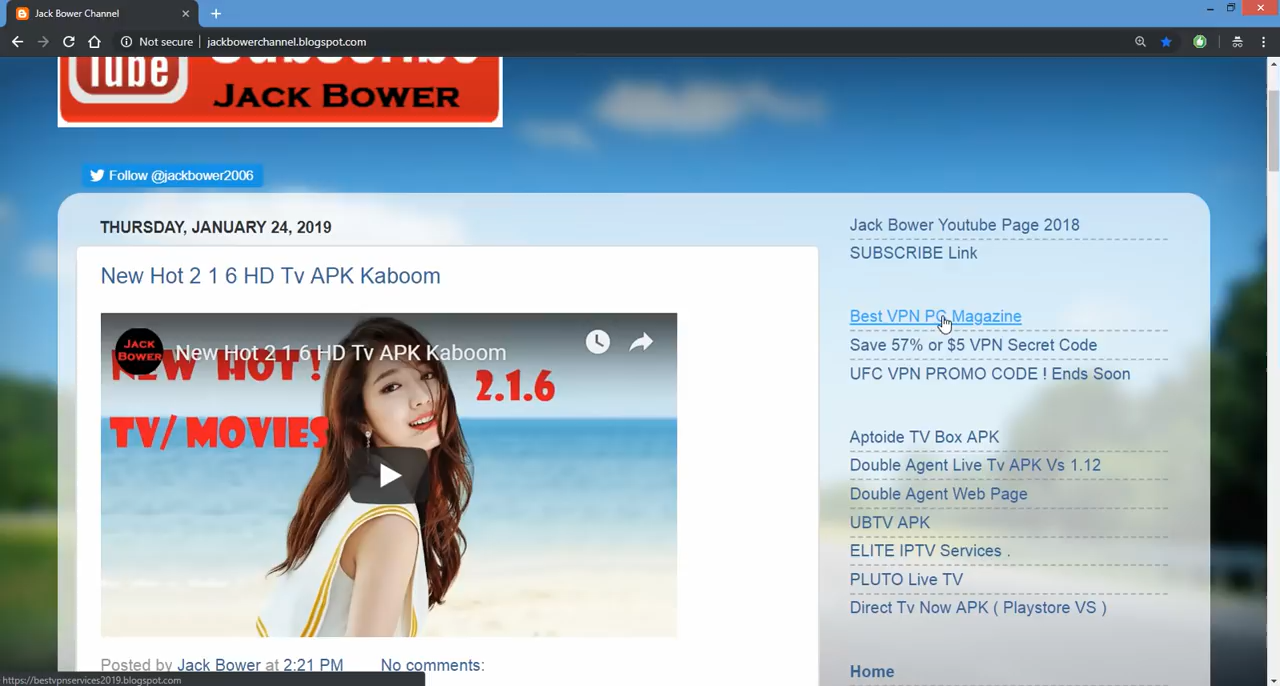 Jack Bower Channel
Not secure
jackbowerchannel.blogspot.com
Tube
Subscribe
JACK BOWER
Follow @jackbower2006
THURSDAY, JANUARY 24, 2019
New Hot 2 1 6 HD Tv APK Kaboom
JACK
BOWER
New Hot 2 1 6 HD Tv APK Kaboom
NEW HOT !
2.1.6
TV/ MOVIES
Posted by Jack Bower at 2:21 PM No comments:
Jack Bower Youtube Page 2018
SUBSCRIBE Link
Best VPN PC Magazine
Save 57% or $5 VPN Secret Code
UFC VPN PROMO CODE ! Ends Soon
Aptoide TV Box APK
Double Agent Live Tv APK Vs 1.12
Double Agent Web Page
UBTV APK
ELITE IPTV Services .
PLUTO Live TV
Direct Tv Now APK ( Playstore VS )
Home
https://bestvpnservices2019.blogspot.com